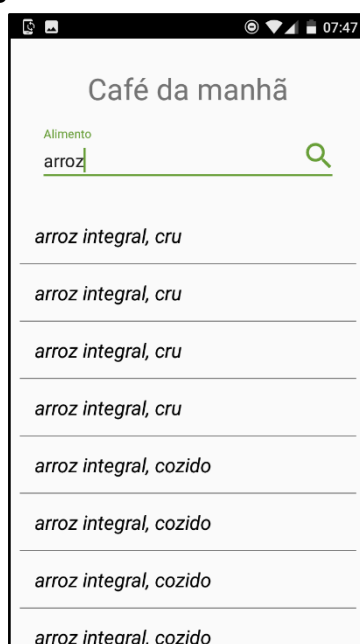 07:47
Café da manhã
Alimento
arroz
arroz integral, cru
arroz integral, cru
arroz integral, cru
arroz integral, cru
arroz integral, cozido
arroz integral, cozido
arroz integral, cozido
arroz integral, cozido